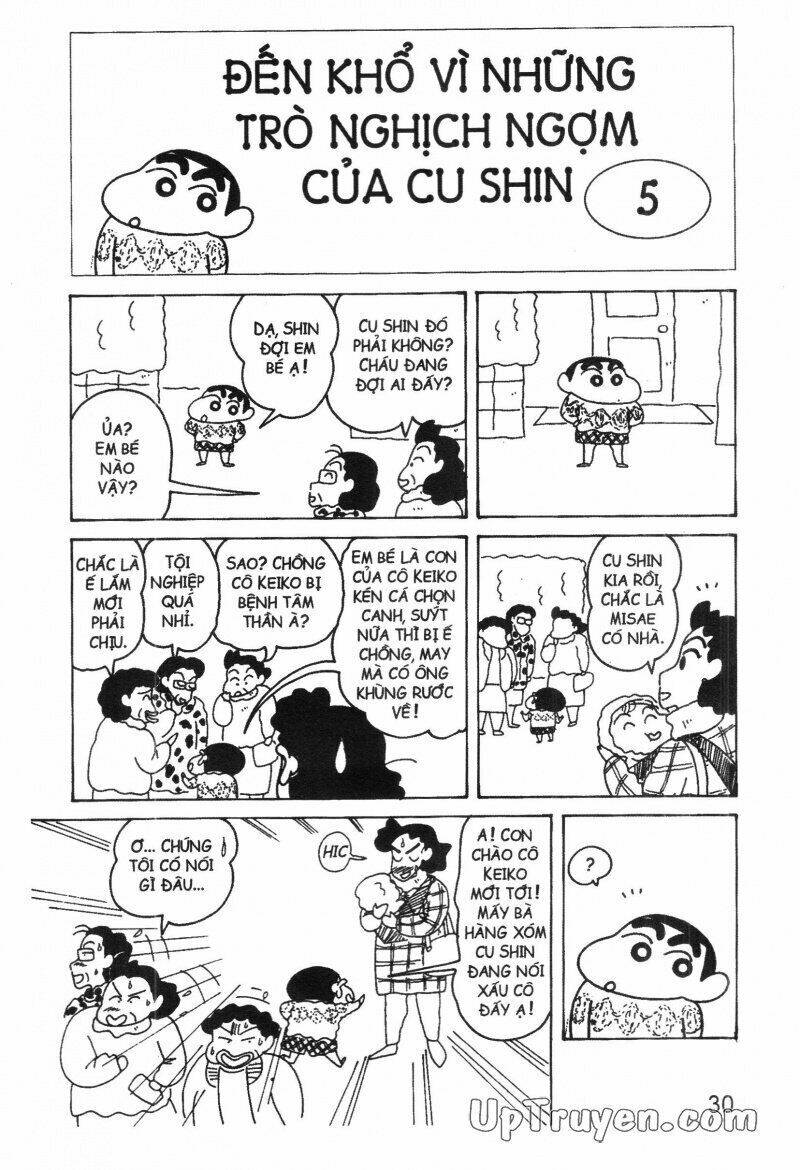 ĐẾN KHỔ VÌ NHỮNG
TRÒ NGHỊCH NGỢM
CỦA CU SHIN
5
CU SHIN ĐÓ
PHẢI KHÔNG?
CHÁU ĐANG
ĐỢI AI ĐẤY?
DẠ, SHIN
ĐỢI EM
BÉ Ạ!
ỦA?
EM BÉ
NÀO
VẬY?
CU SHIN
KIA RỒI,
CHẮC LÀ
MISAE
CÓ NHÀ.
EM BÉ LÀ CON
CỦA CÔ KEIKO
KÉN CÁ CHỌN
CANH, SUÝT
NỮA THÌ BỊ Ế
CHỒNG, MAY
MÀ CÓ ÔNG
KHÙNG RƯỚC
VỀ!
SAO? CHỒNG
CÔ KEIKO BỊ
BỆNH TÂM
THẦN À?
TỘI
NGHIỆP
QUÁ
NHỈ.
CHẮC LÀ
Ế LẮM
MỚI
PHẢI
CHỊU.
?
A! CON
CHÀO CÔ
KEIKO
MỚI TỚI!
MẤY BÀ
HÀNG XÓM
CU SHIN
ĐANG NÓI
XẤU CÔ
ĐẤY Ạ!
HIC
Ơ... CHÚNG
TÔI CÓ NÓI
GÌ ĐÂU...
30
UpTruyen.com